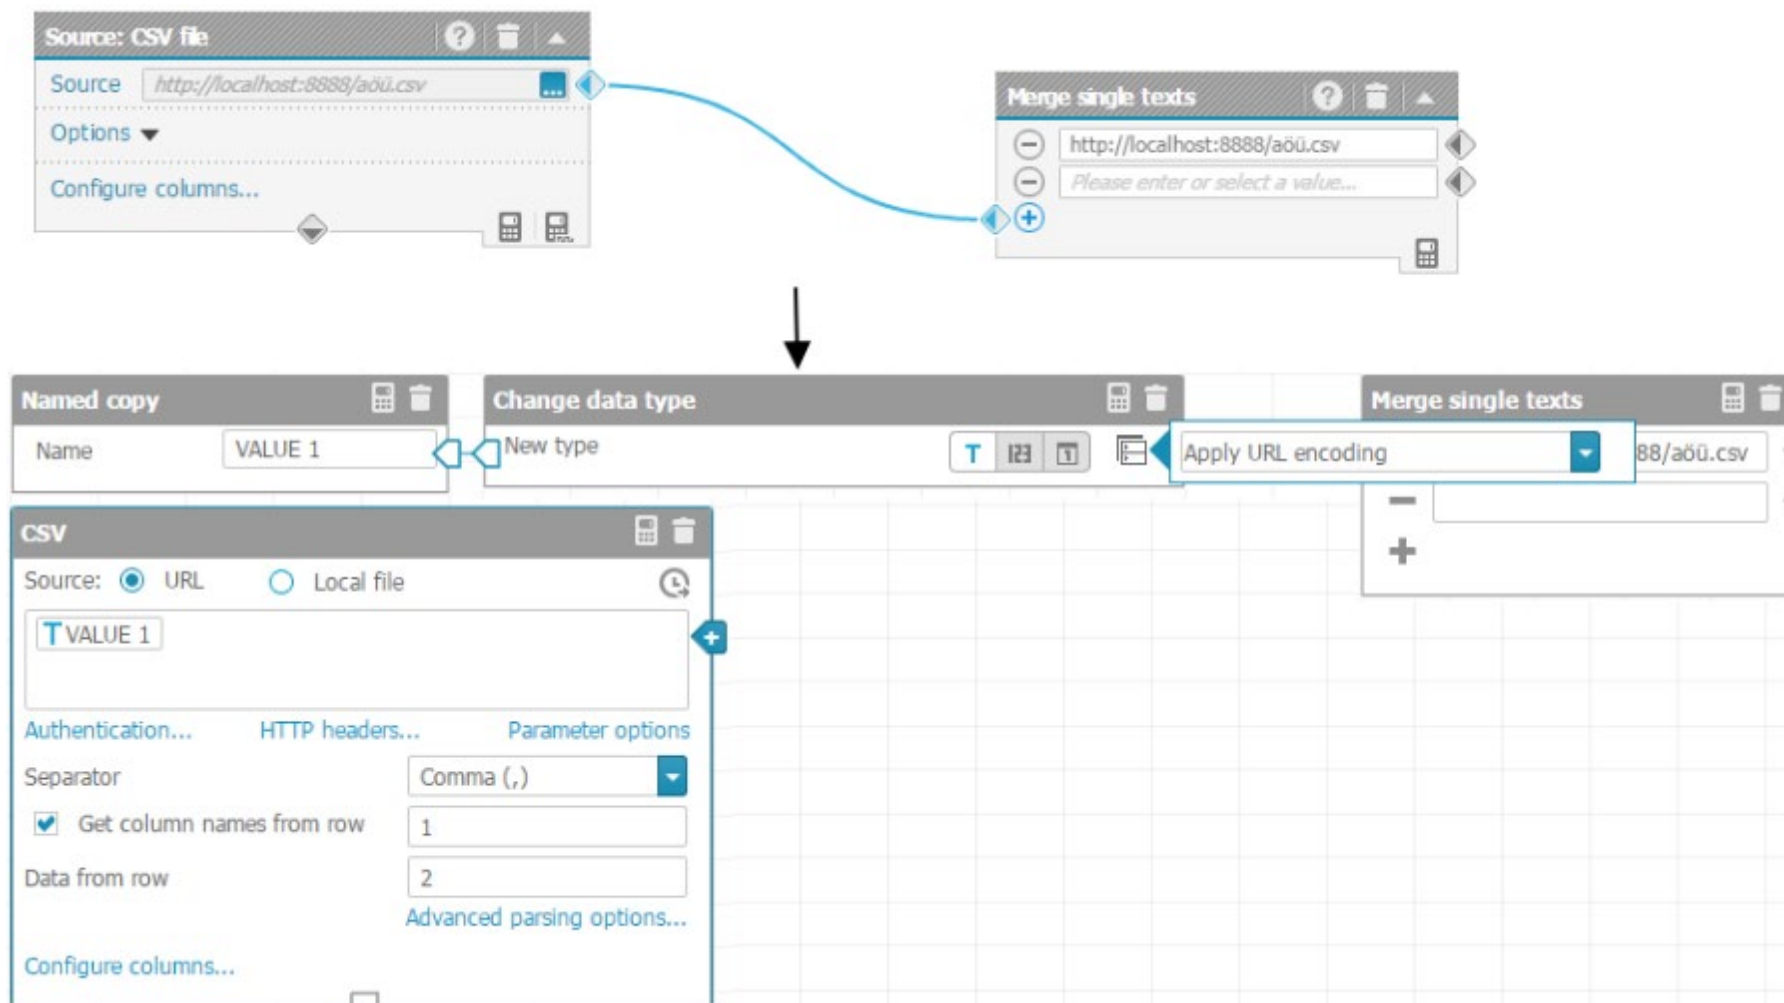 Source: CSV file
Source http://localhost:8888/aöü.csv ...
Options
Configure columns...
Merge single texts
http://localhost:8888/aöü.csv
Please enter or select a value...
Named copy
Name VALUE 1
Change data type
New type T 123 1
Apply URL encoding
Merge single texts
88/aöü.csv
CSV
Source: URL Local file
T VALUE 1
Authentication... HTTP headers... Parameter options
Separator Comma (,)
Get column names from row 1
Data from row 2
Advanced parsing options...
Configure columns...